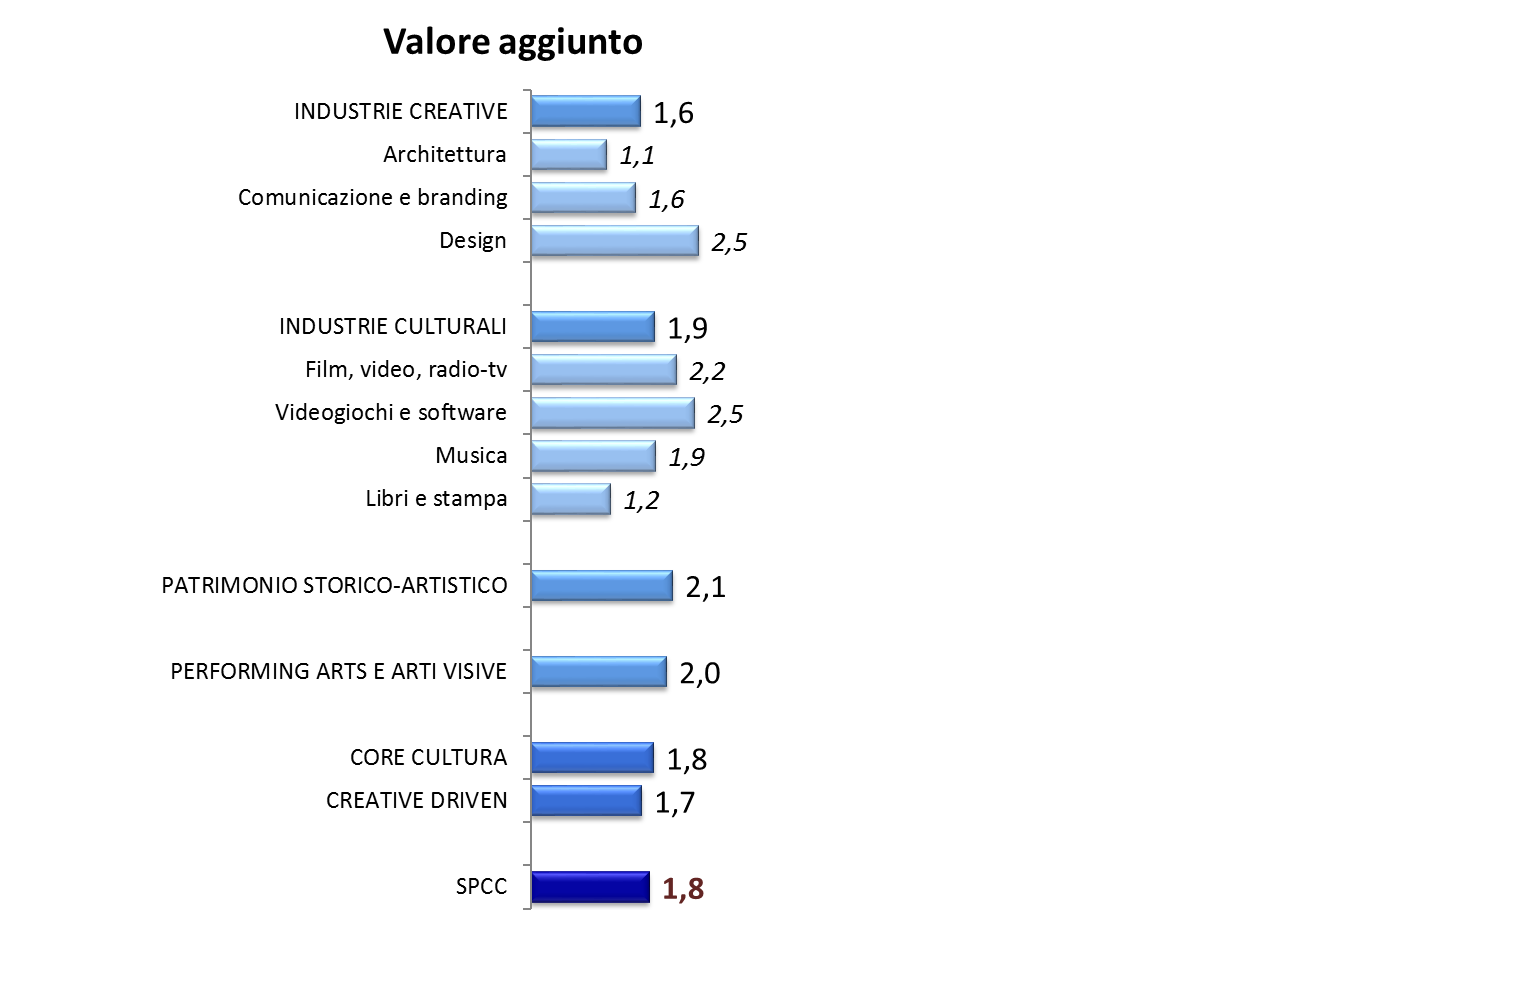 Valore aggiunto
INDUSTRIE CREATIVE 1,6
Architettura 1,1
Comunicazione e branding 1,6
Design 2,5
INDUSTRIE CULTURALI 1,9
Film, video, radio-tv 2,2
Videogiochi e software 2,5
Musica 1,9
Libri e stampa 1,2
PATRIMONIO STORICO-ARTISTICO 2,1
PERFORMING ARTS E ARTI VISIVE 2,0
CORE CULTURA 1,8
CREATIVE DRIVEN 1,7
SPCC 1,8